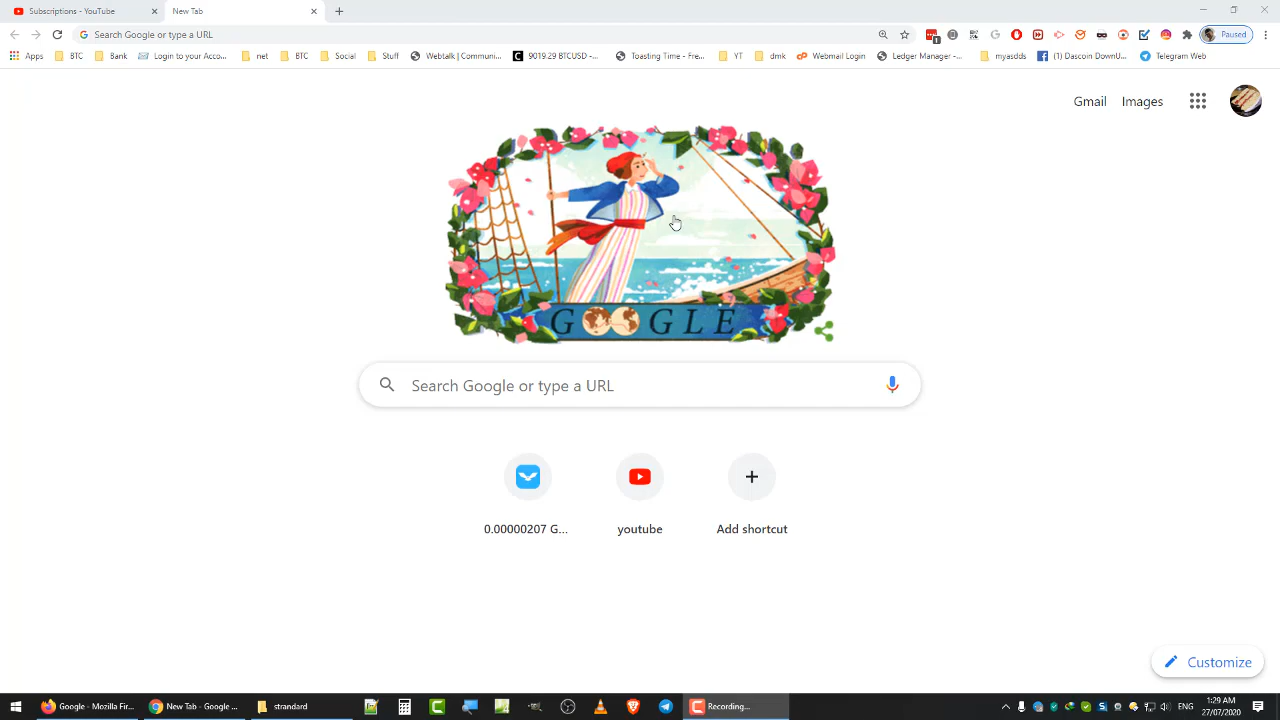 Subscriptions - YouTube
New Tab
Search Google or type a URL
Paused
Apps BTC Bank Login to your Acco... net BTC Social Stuff Webtalk | Communi... 9019.29 BTCUSD -... Toasting Time - Fre... YT dmk Webmail Login Ledger Manager -... myasdds (1) Dascoin DownU... Telegram Web
Gmail Images
GOOGLE
Search Google or type a URL
0.00000207 G... youtube Add shortcut
Customize
Google - Mozilla Fir... New Tab - Google ... strandard Recording... ENG 1:29 AM
27/07/2020